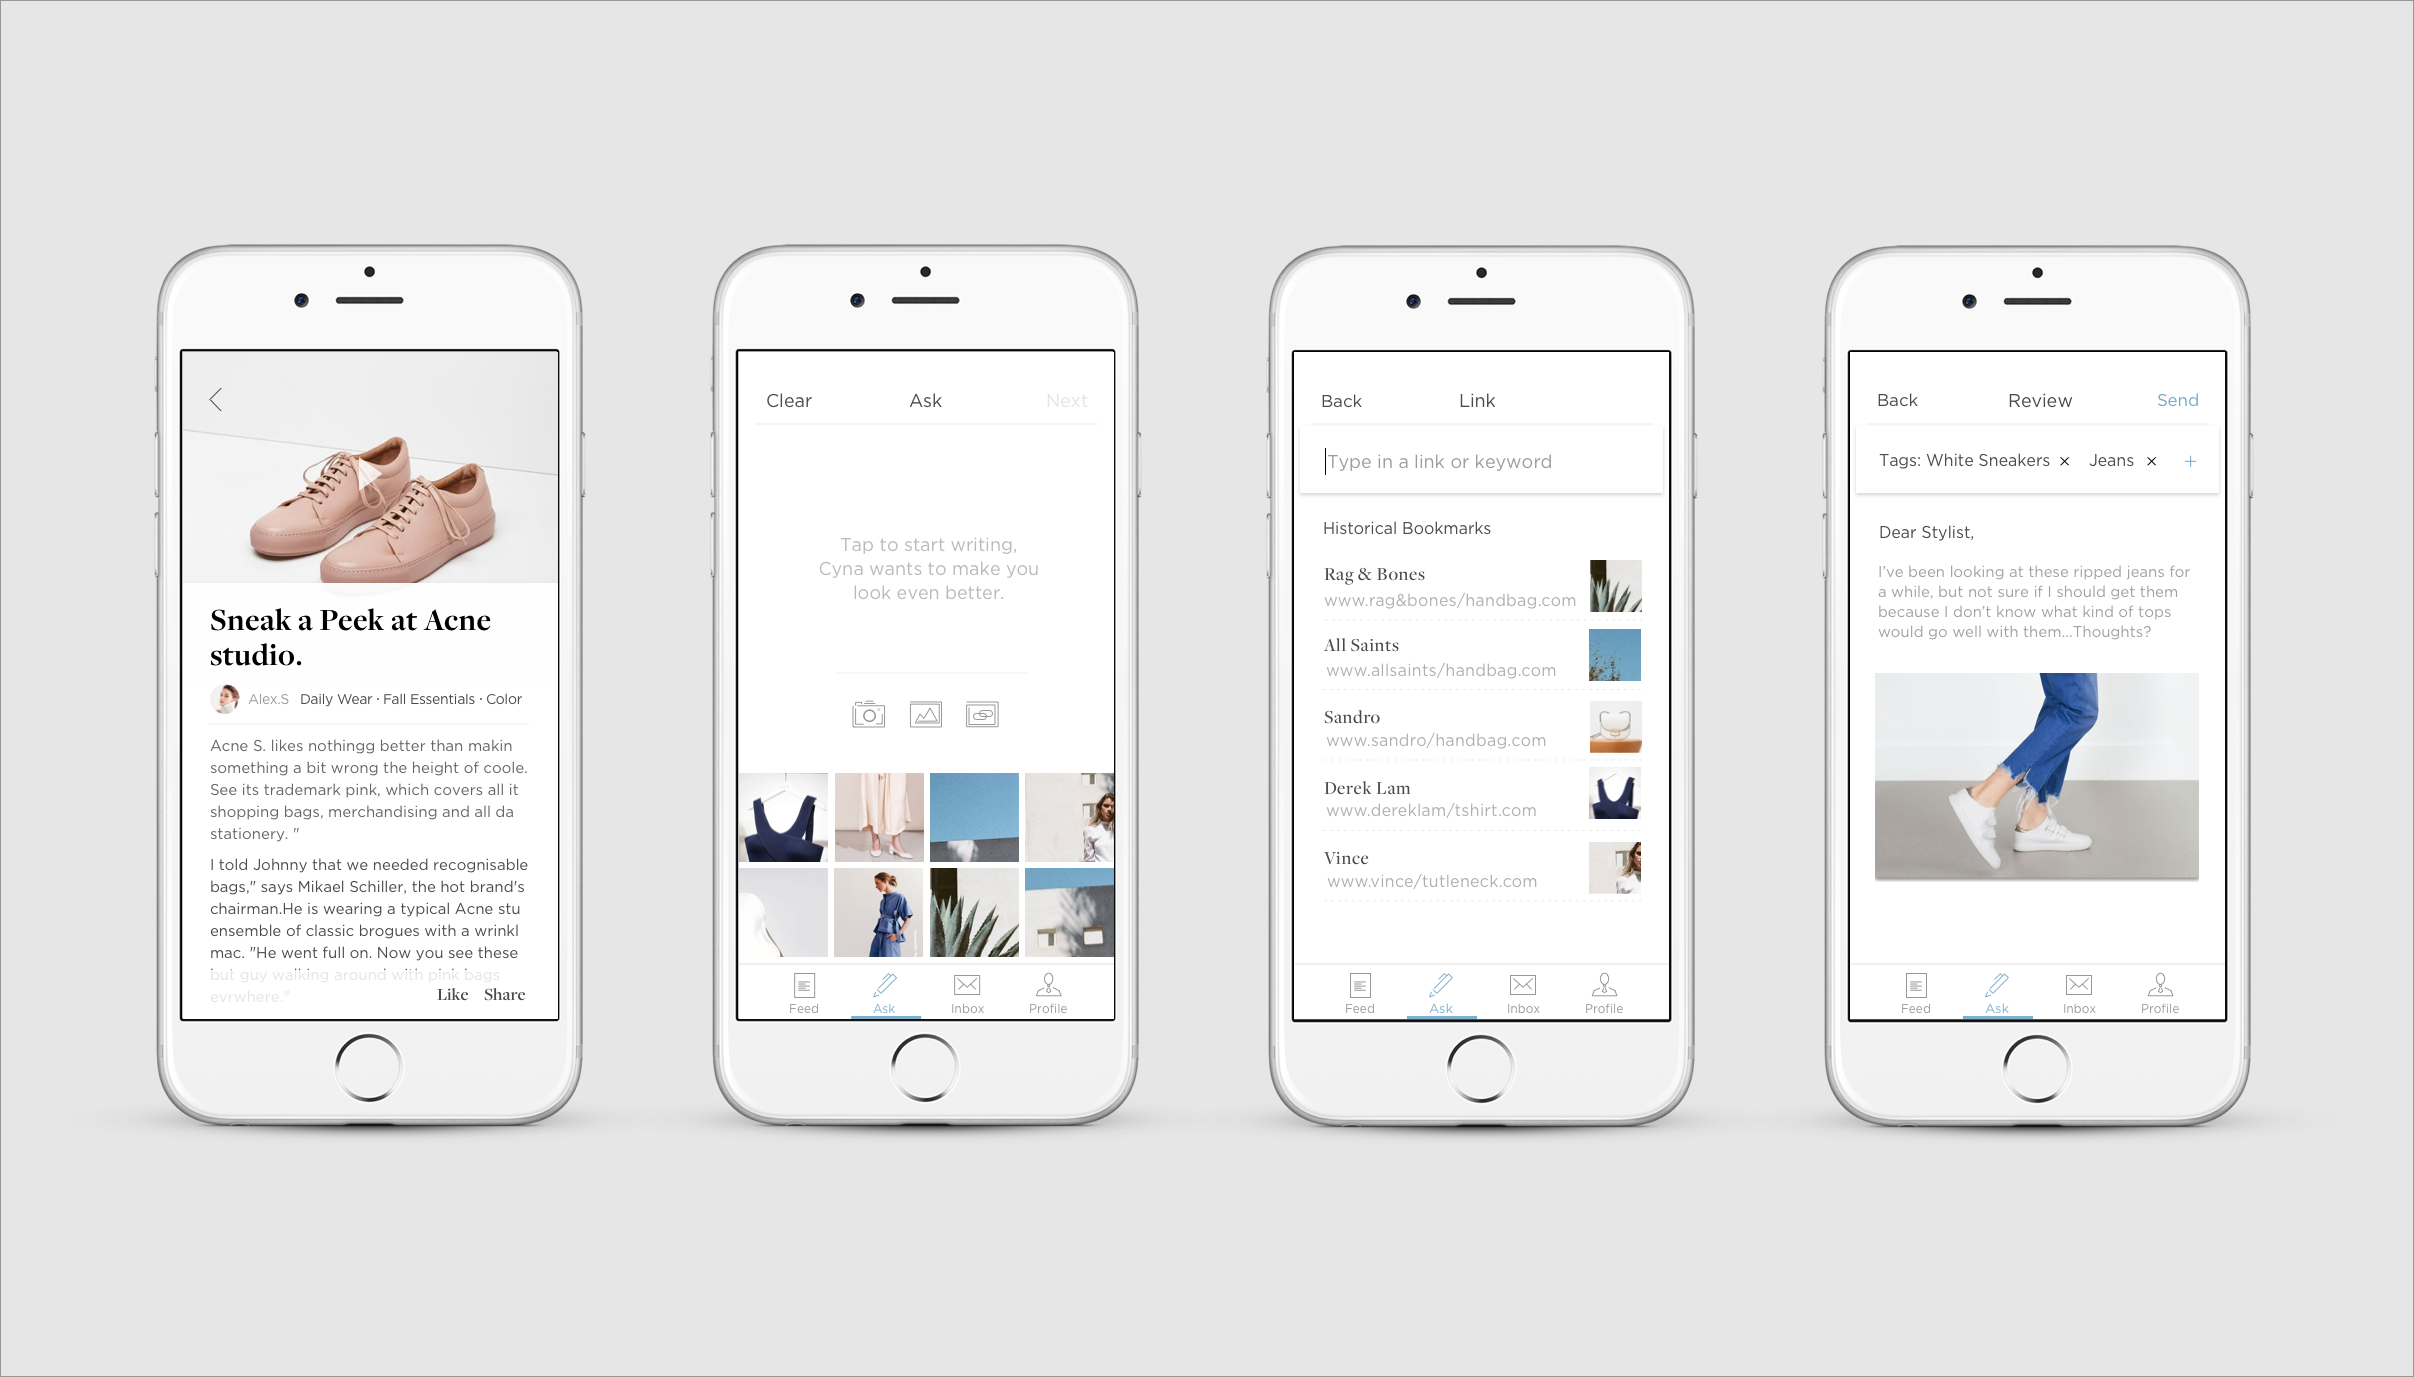 Sneak a Peek at Acne
studio.
Alex.S Daily Wear · Fall Essentials · Color
Acne S. likes nothingg better than makin
something a bit wrong the height of coole.
See its trademark pink, which covers all it
shopping bags, merchandising and all da
stationery. "
I told Johnny that we needed recognisable
bags," says Mikael Schiller, the hot brand's
chairman.He is wearing a typical Acne stu
ensemble of classic brogues with a wrinkl
mac. "He went full on. Now you see these
but guy walking around with pink bags
evrwhere."
Like Share
Clear Ask Next
Tap to start writing,
Cyna wants to make you
look even better.
Feed Ask Inbox Profile
Back Link
Type in a link or keyword
Historical Bookmarks
Rag & Bones
www.rag&bones/handbag.com
All Saints
www.allsaints/handbag.com
Sandro
www.sandro/handbag.com
Derek Lam
www.dereklam/tshirt.com
Vince
www.vince/tutleneck.com
Feed Ask Inbox Profile
Back Review Send
Tags: White Sneakers × Jeans × +
Dear Stylist,
I've been looking at these ripped jeans for
a while, but not sure if I should get them
because I don't know what kind of tops
would go well with them...Thoughts?
Feed Ask Inbox Profile